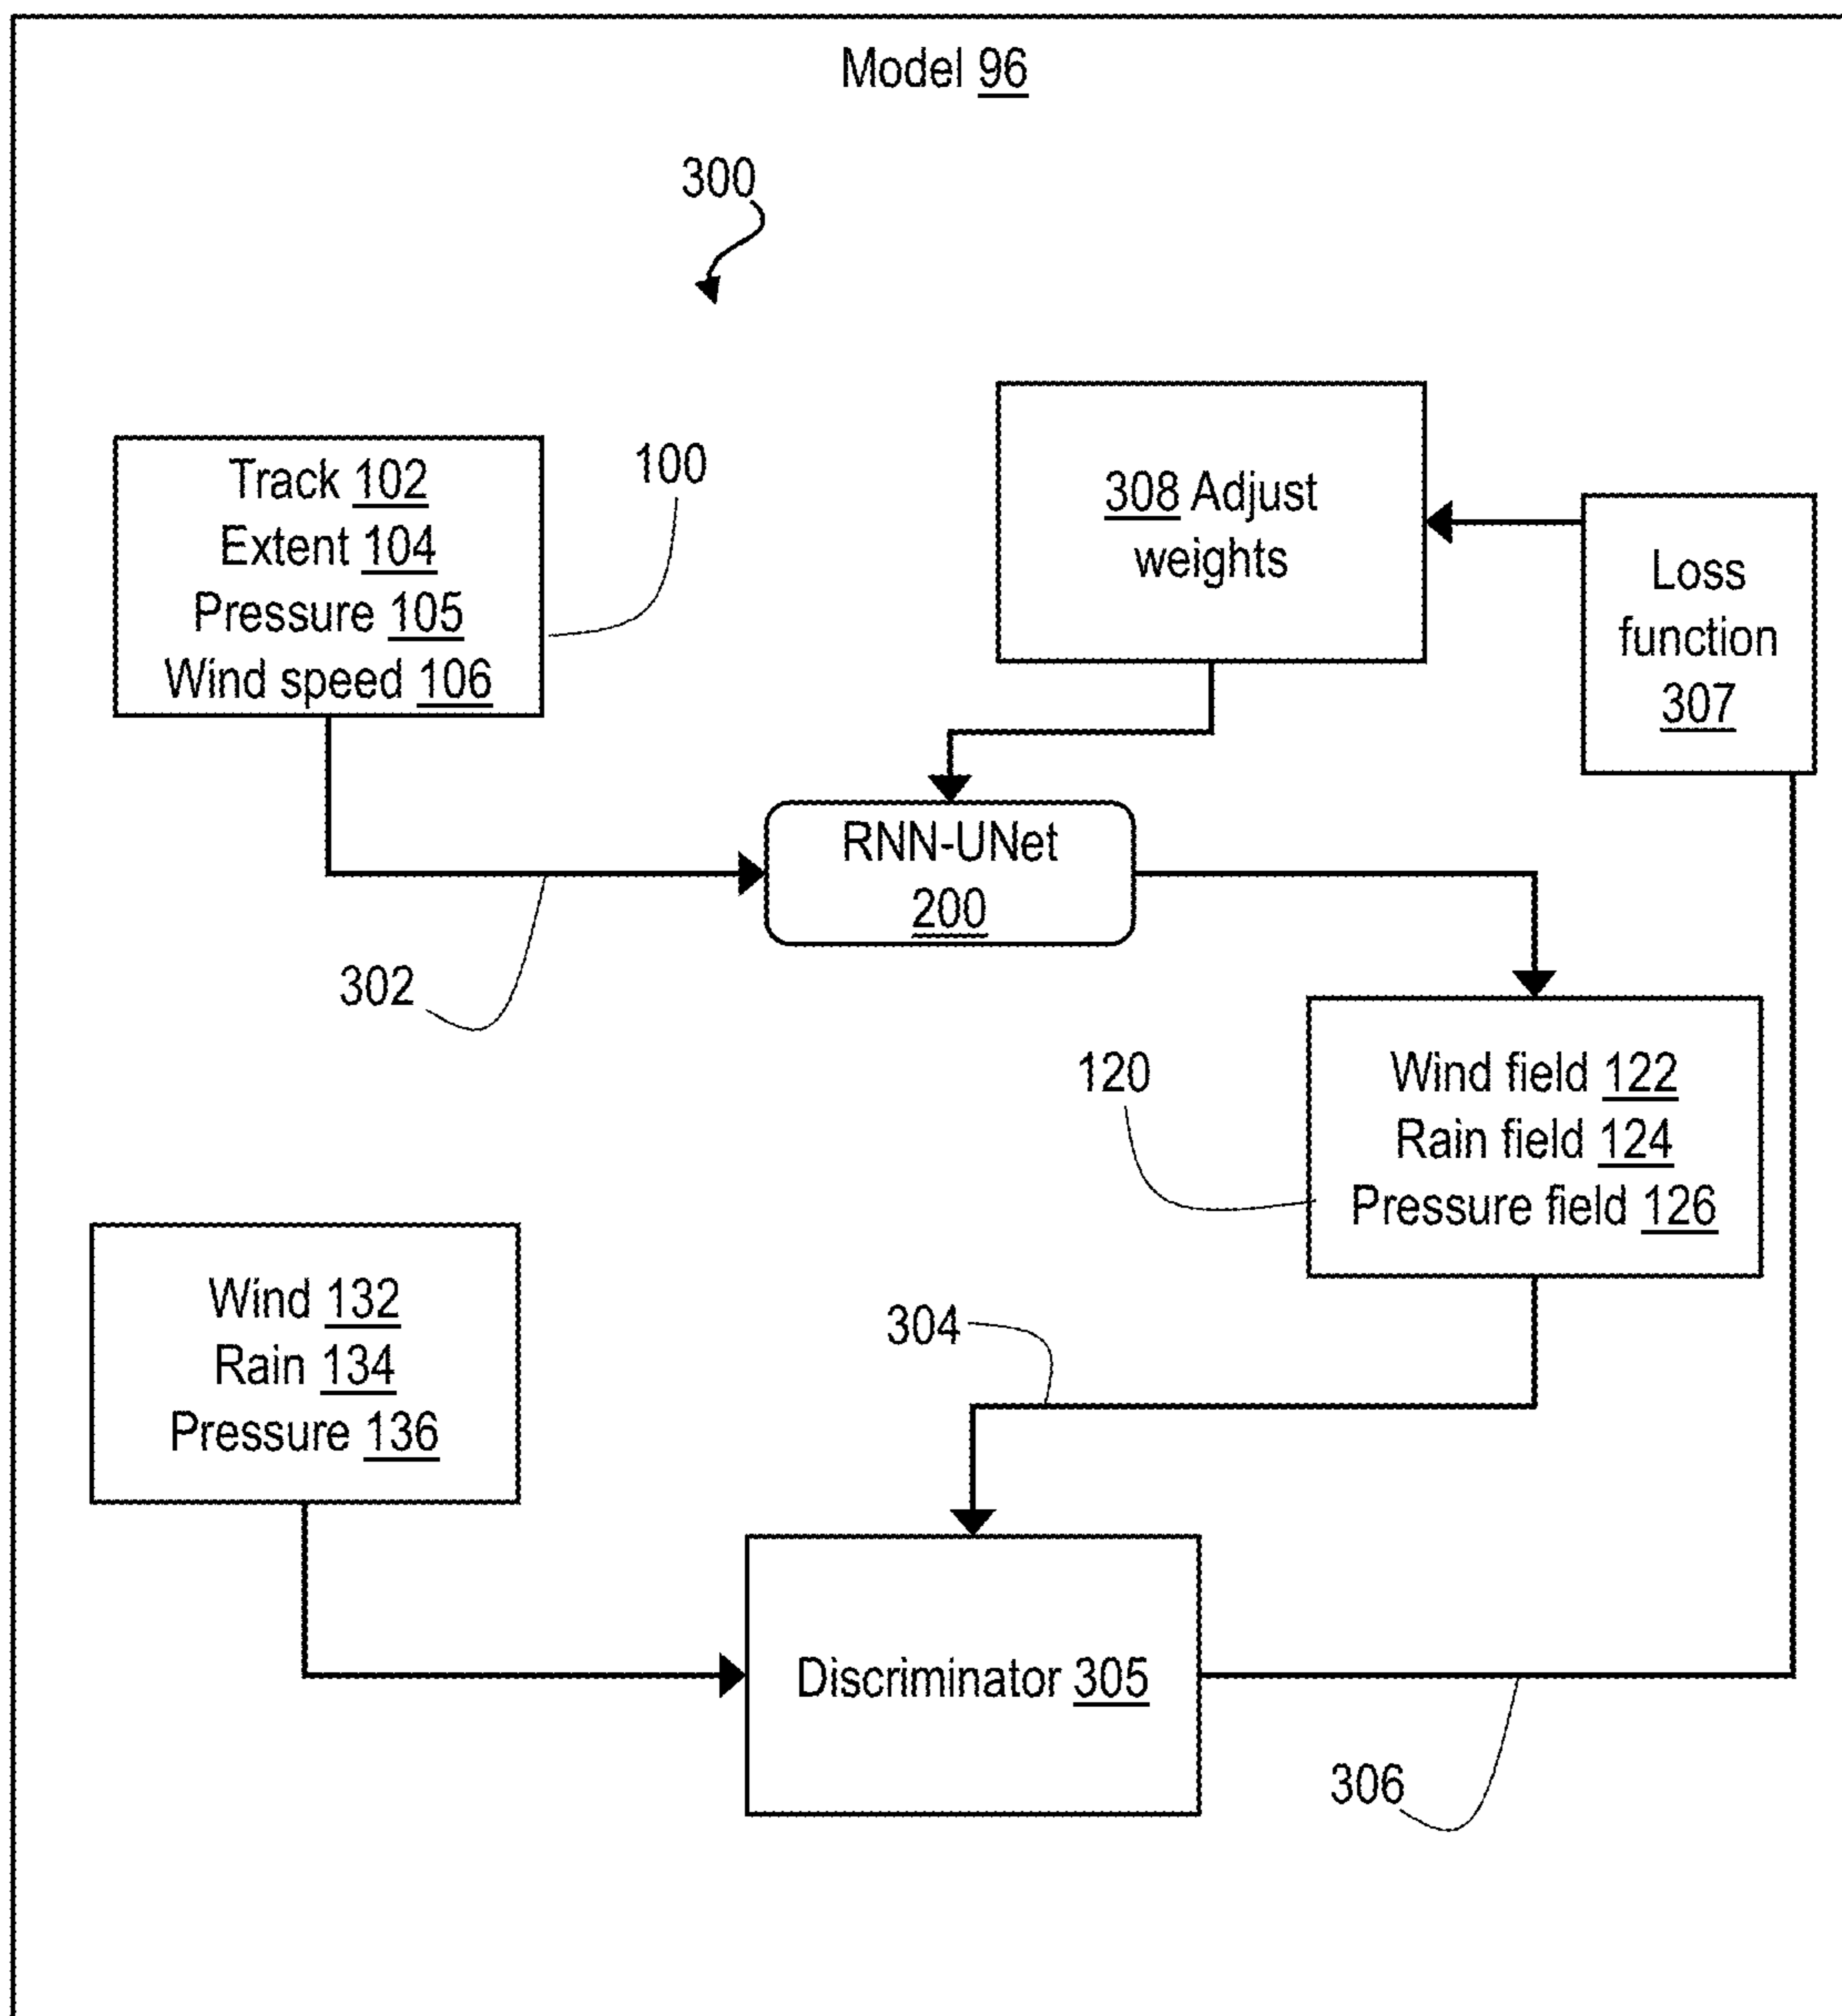 Model 96
300
Track 102
Extent 104
Pressure 105
Wind speed 106
100
308 Adjust
weights
Loss
function
307
RNN-UNet
200
302
120
Wind field 122
Rain field 124
Pressure field 126
Wind 132
Rain 134
Pressure 136
304
Discriminator 305
306